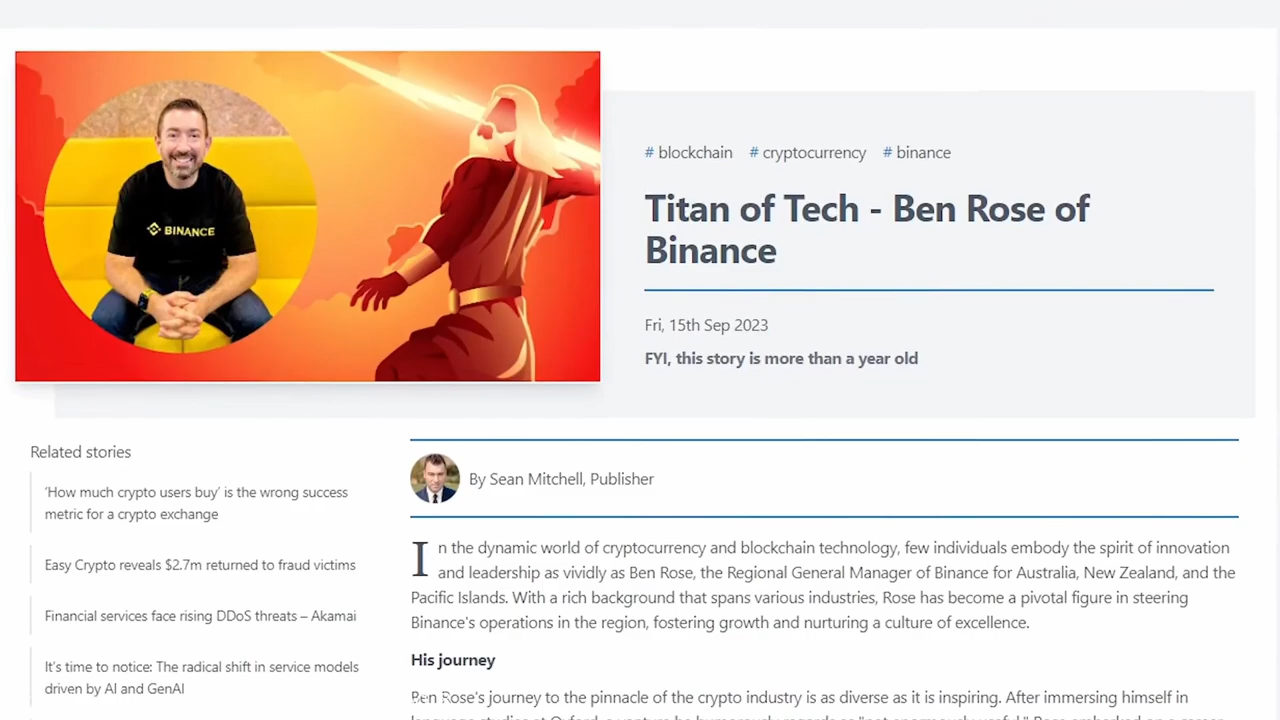 BINANCE
# blockchain # cryptocurrency # binance
Titan of Tech - Ben Rose of
Binance
Fri, 15th Sep 2023
FYI, this story is more than a year old
Related stories
‘How much crypto users buy’ is the wrong success
metric for a crypto exchange
Easy Crypto reveals $2.7m returned to fraud victims
Financial services face rising DDoS threats – Akamai
It's time to notice: The radical shift in service models
driven by AI and GenAI
By Sean Mitchell, Publisher
In the dynamic world of cryptocurrency and blockchain technology, few individuals embody the spirit of innovation
and leadership as vividly as Ben Rose, the Regional General Manager of Binance for Australia, New Zealand, and the
Pacific Islands. With a rich background that spans various industries, Rose has become a pivotal figure in steering
Binance's operations in the region, fostering growth and nurturing a culture of excellence.
His journey
Ben Rose's journey to the pinnacle of the crypto industry is as diverse as it is inspiring. After immersing himself in